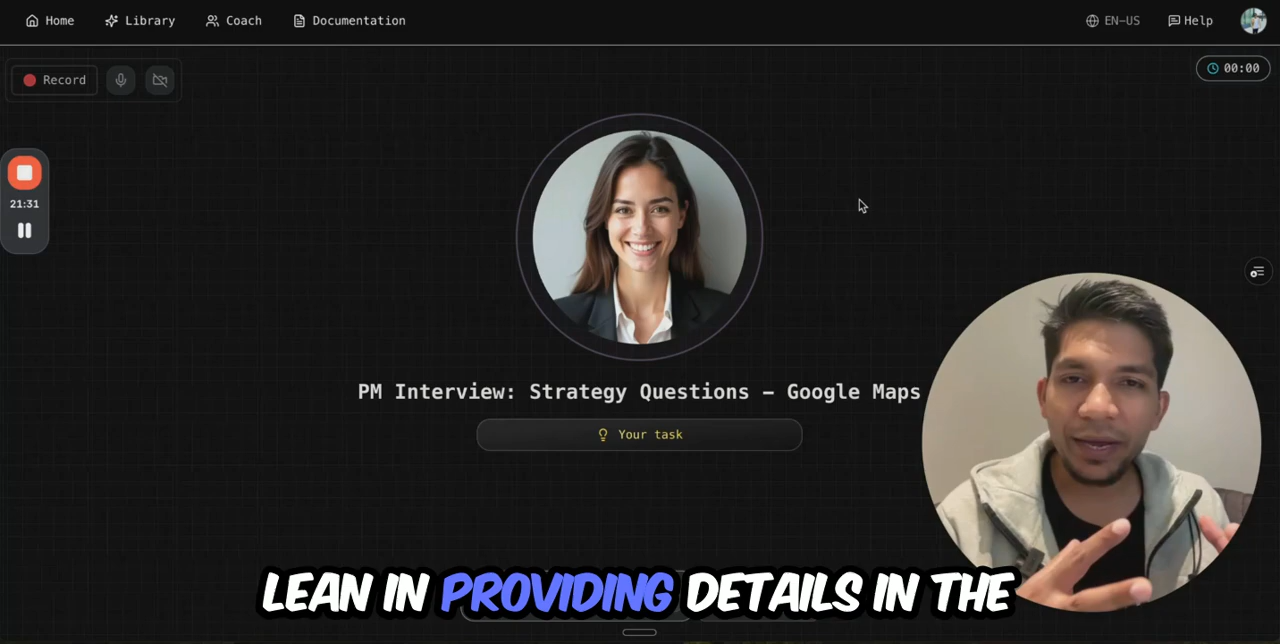 Home Library Coach Documentation EN-US Help
Record 00:00
21:31
PM Interview: Strategy Questions – Google Maps
Your task
LEAN IN PROVIDING DETAILS IN THE